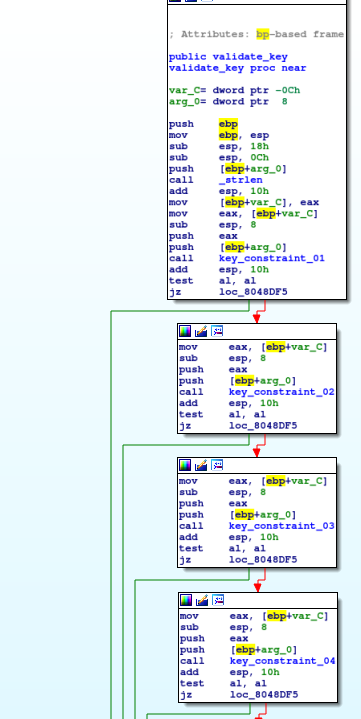 ; Attributes: bp-based frame
public validate_key
validate_key proc near
var_C= dword ptr -0Ch
arg_0= dword ptr  8
push    ebp
mov     ebp, esp
sub     esp, 18h
sub     esp, 0Ch
push    [ebp+arg_0]
call    _strlen
add     esp, 10h
mov     [ebp+var_C], eax
mov     eax, [ebp+var_C]
sub     esp, 8
push    eax
push    [ebp+arg_0]
call    key_constraint_01
add     esp, 10h
test    al, al
jz      loc_8048DF5
mov     eax, [ebp+var_C]
sub     esp, 8
push    eax
push    [ebp+arg_0]
call    key_constraint_02
add     esp, 10h
test    al, al
jz      loc_8048DF5
mov     eax, [ebp+var_C]
sub     esp, 8
push    eax
push    [ebp+arg_0]
call    key_constraint_03
add     esp, 10h
test    al, al
jz      loc_8048DF5
mov     eax, [ebp+var_C]
sub     esp, 8
push    eax
push    [ebp+arg_0]
call    key_constraint_04
add     esp, 10h
test    al, al
jz      loc_8048DF5